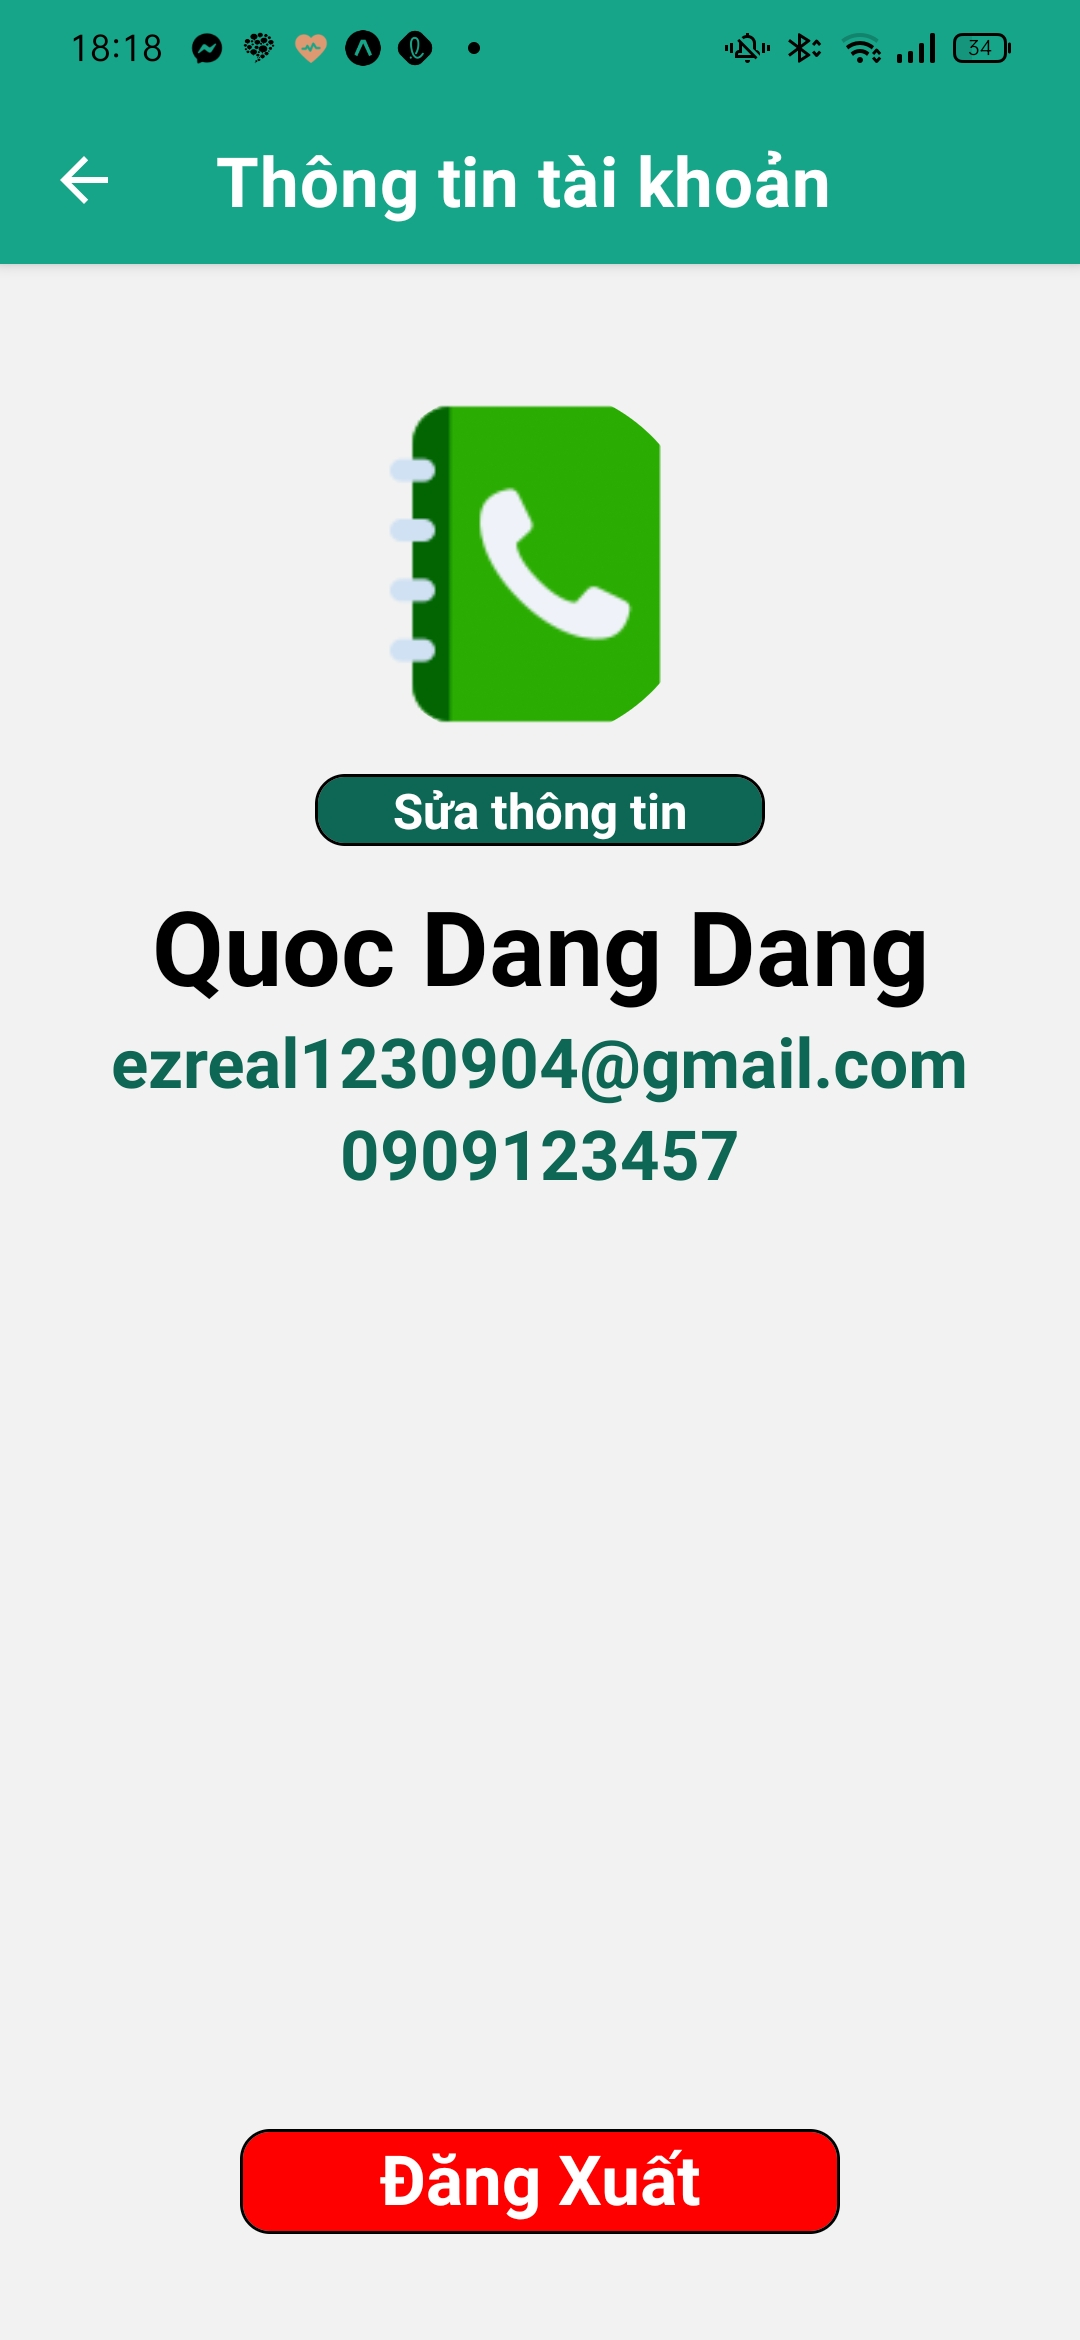 18:18
34
Thông tin tài khoản
Sửa thông tin
Quoc Dang Dang
ezreal1230904@gmail.com
0909123457
Đăng Xuất